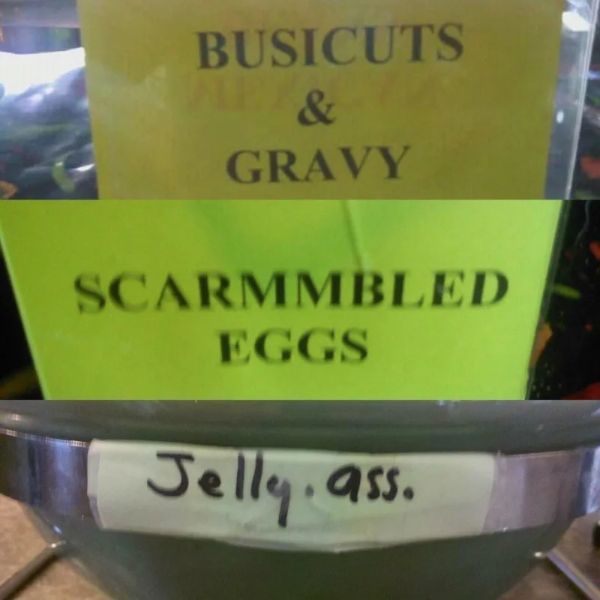 BUSICUTS
&
GRAVY
SCARMMBLED
EGGS
Jelly. ass.